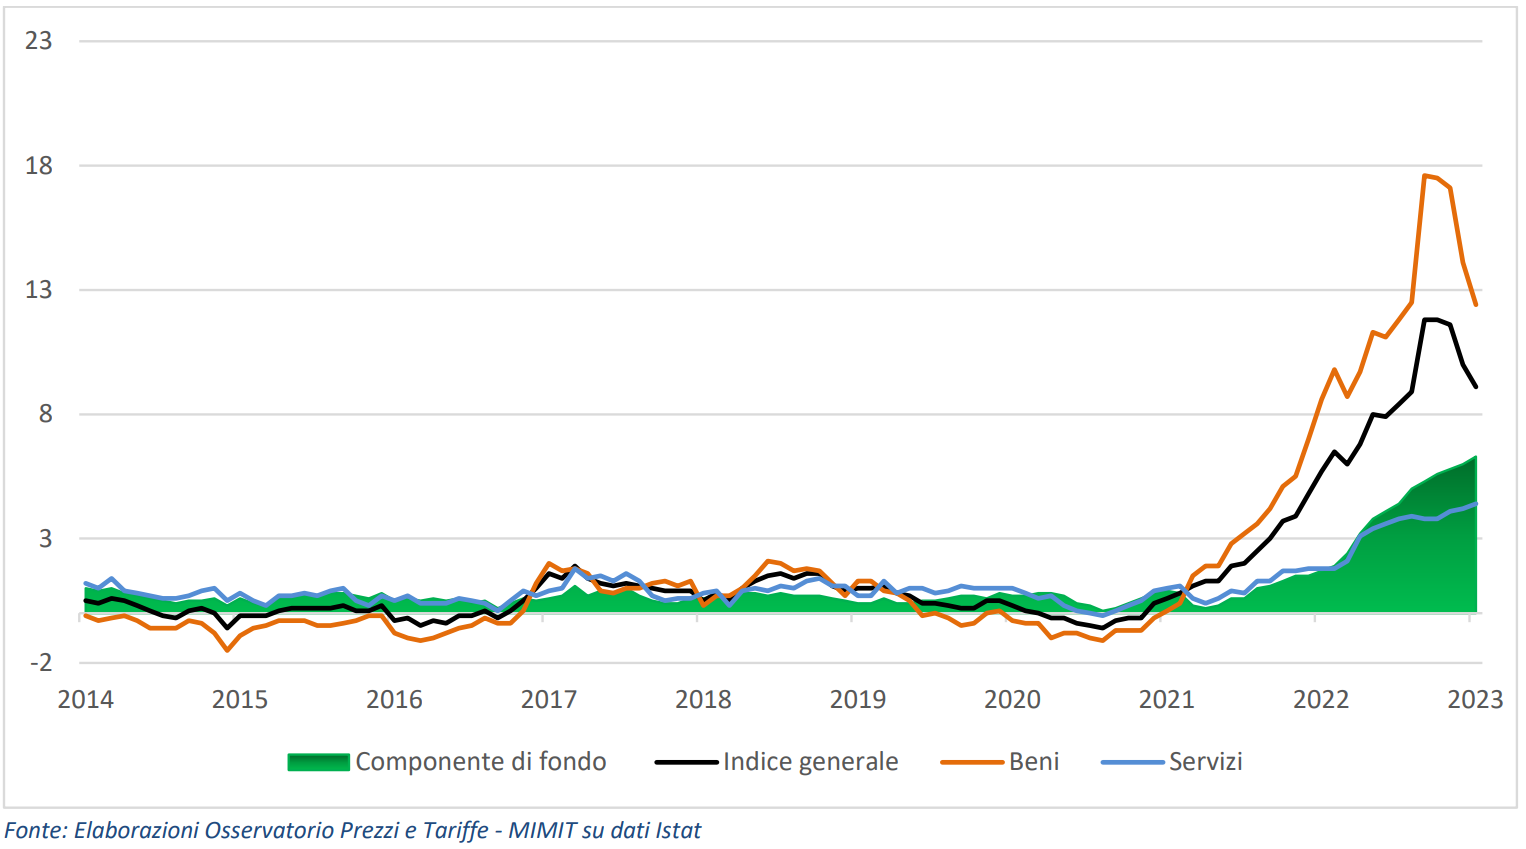 23
18
13
8
3
-2
2014 2015 2016 2017 2018 2019 2020 2021 2022 2023
Componente di fondo Indice generale Beni Servizi
Fonte: Elaborazioni Osservatorio Prezzi e Tariffe - MIMIT su dati Istat